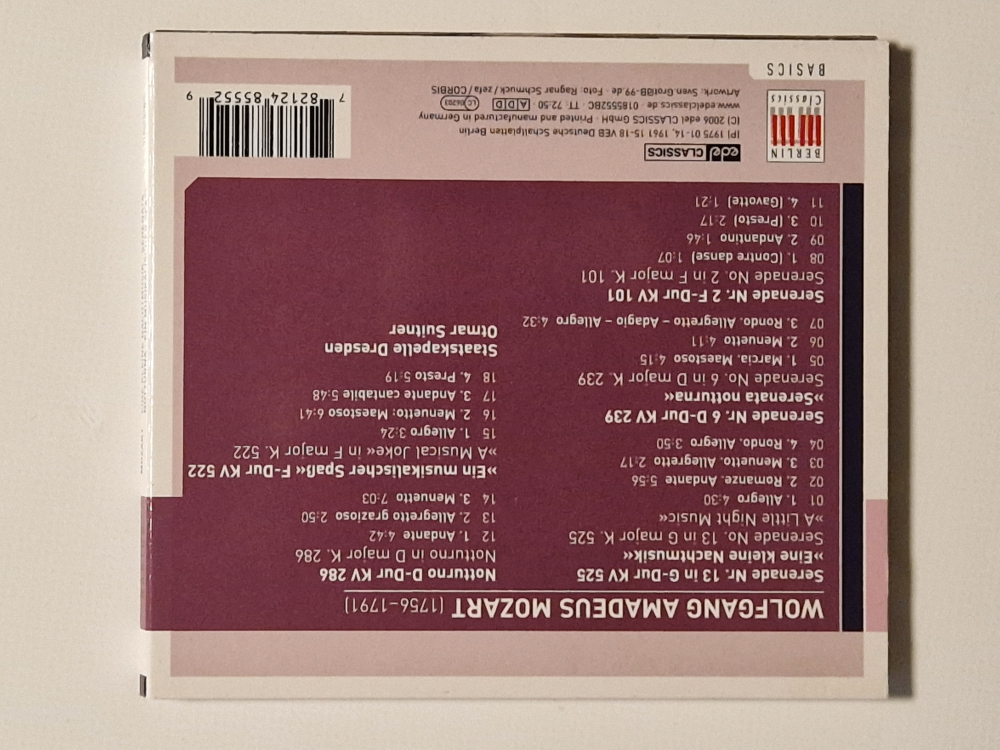 WOLFGANG AMADEUS MOZART (1756–1791)
Serenade Nr. 13 in G-Dur KV 525
»Eine kleine Nachtmusik«
Serenade No. 13 in G major K. 525
»A Little Night Music«
01 1. Allegro 4:30
02 2. Romanze. Andante 5:56
03 3. Menuetto. Allegretto 2:17
04 4. Rondo. Allegro 3:50
Serenade Nr. 6 D-Dur KV 239
»Serenata notturna«
Serenade No. 6 in D major K. 239
05 1. Marcia. Maestoso 4:15
06 2. Menuetto 4:11
07 3. Rondo. Allegretto – Adagio – Allegro 4:32
Serenade Nr. 2 F-Dur KV 101
Serenade No. 2 in F major K. 101
08 1. (Contre danse) 1:07
09 2. Andantino 1:46
10 3. (Presto) 2:17
11 4. (Gavotte) 1:21
Notturno D-Dur KV 286
Notturno in D major K. 286
12 1. Andante 4:42
13 2. Allegretto grazioso 2:50
14 3. Menuetto 7:03
»Ein musikalischer Spaß« F-Dur KV 522
»A Musical Joke« in F major K. 522
15 1. Allegro 3:24
16 2. Menuetto: Maestoso 6:41
17 3. Andante cantabile 5:48
18 4. Presto 5:19
Staatskapelle Dresden
Otmar Suitner
BERLIN
Classics
edel CLASSICS
(P) 1975 01-01, 14, 1961 15-18 VEB Deutsche Schallplatten Berlin
(C) 2006 edel CLASSICS GmbH · Printed and manufactured in Germany
www.edelclassics.de · 0185552BC · TT: 72:50 ADD LC 06203
Artwork: Sven Grot|BB-99.de · Foto: Ragnar Schmuck / zefa / CORBIS
7 82124 85552 9
BASICS